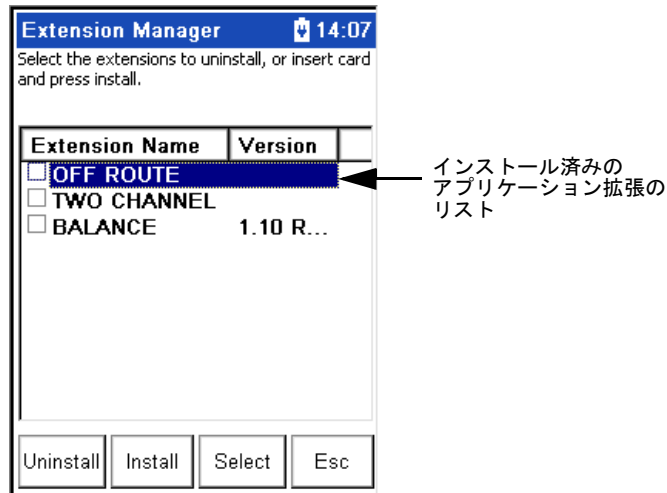 Extension Manager 14:07
Select the extensions to uninstall, or insert card
and press install.
Extension Name Version
OFF ROUTE
TWO CHANNEL
BALANCE 1.10 R...
インストール済みの
アプリケーション拡張の
リスト
Uninstall Install Select Esc